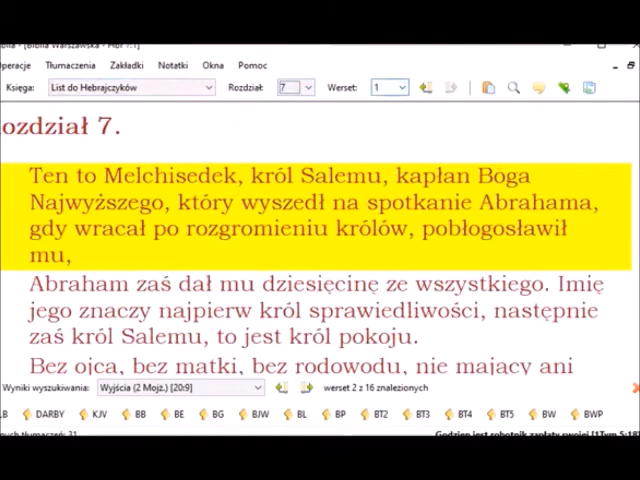 [Biblia Warszawska - Hbr 7:1]
Operacje Tłumaczenia Zakładki Notatki Okna Pomoc
Księga: List do Hebrajczyków Rozdział: 7 Werset: 1
ozdział 7.
Ten to Melchisedek, król Salemu, kapłan Boga
Najwyższego, który wyszedł na spotkanie Abrahama,
gdy wracał po rozgromieniu królów, pobłogosławił
mu,
Abraham zaś dał mu dziesięcinę ze wszystkiego. Imię
jego znaczy najpierw król sprawiedliwości, następnie
zaś król Salemu, to jest król pokoju.
Bez ojca, bez matki, bez rodowodu, nie mający ani
Wyniki wyszukiwania: Wyjścia (2 Mojż.) [20:9] werset 2 z 16 znalezionych
LB DARBY KJV BB BE BG BJW BL BP BT2 BT3 BT4 BT5 BW BWP
nych tłumaczeń: 31 Godzien jest robotnik zapłaty swojej [1Tym 5:18]